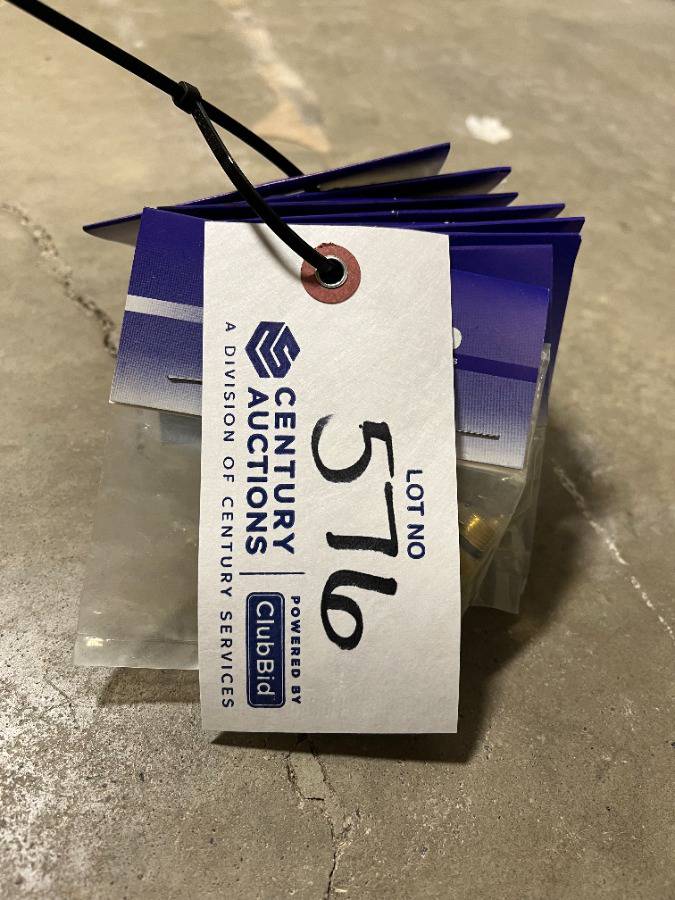 LOT NO
576
CENTURY
AUCTIONS
POWERED BY
ClubBid
A DIVISION OF CENTURY SERVICES